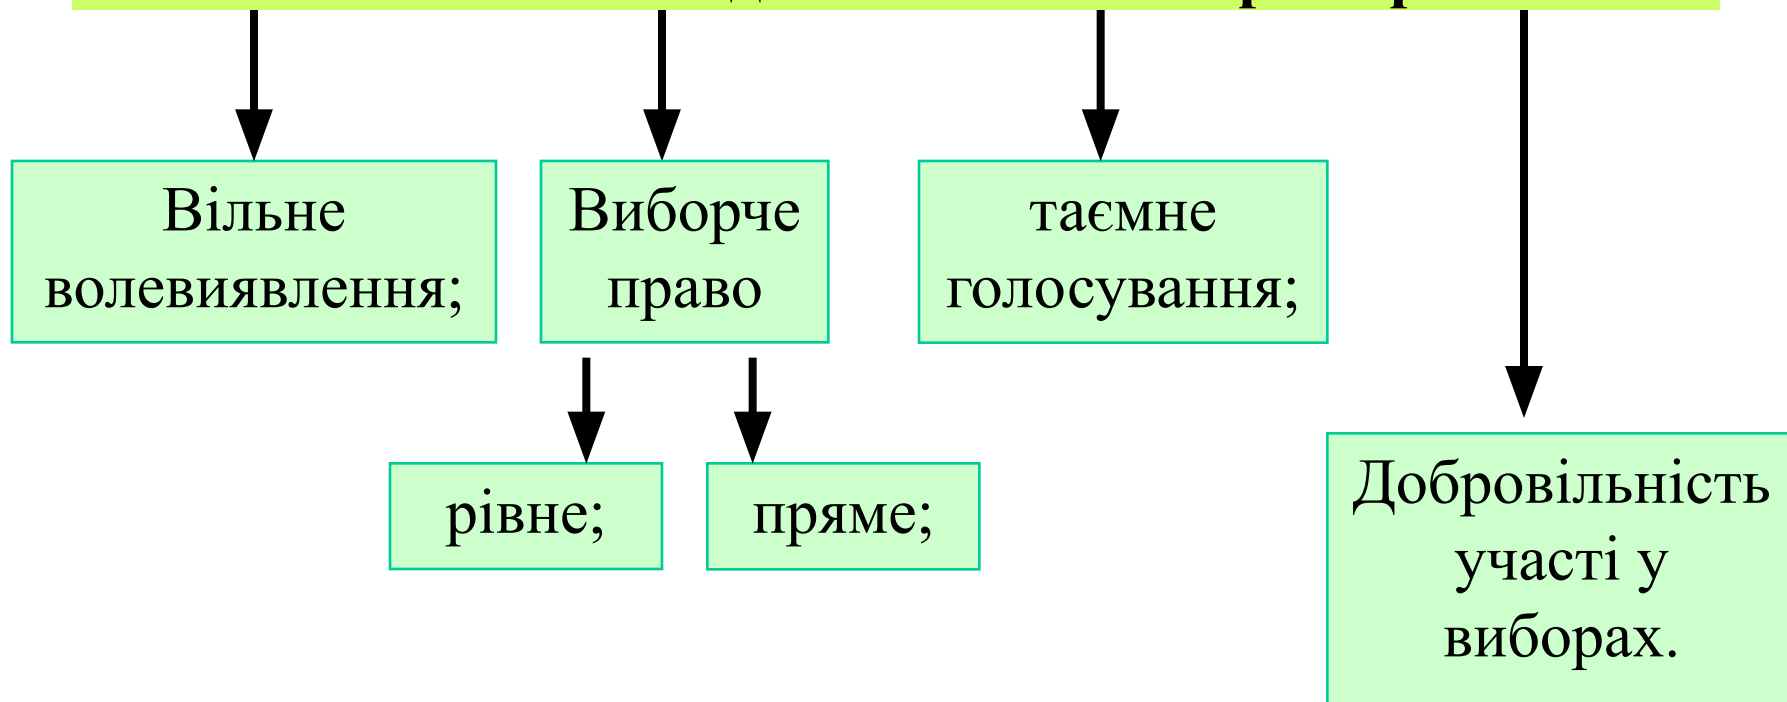 Вільне
волевиявлення;
Виборче
право
таємне
голосування;
рівне;
пряме;
Добровільність
участі у
виборах.